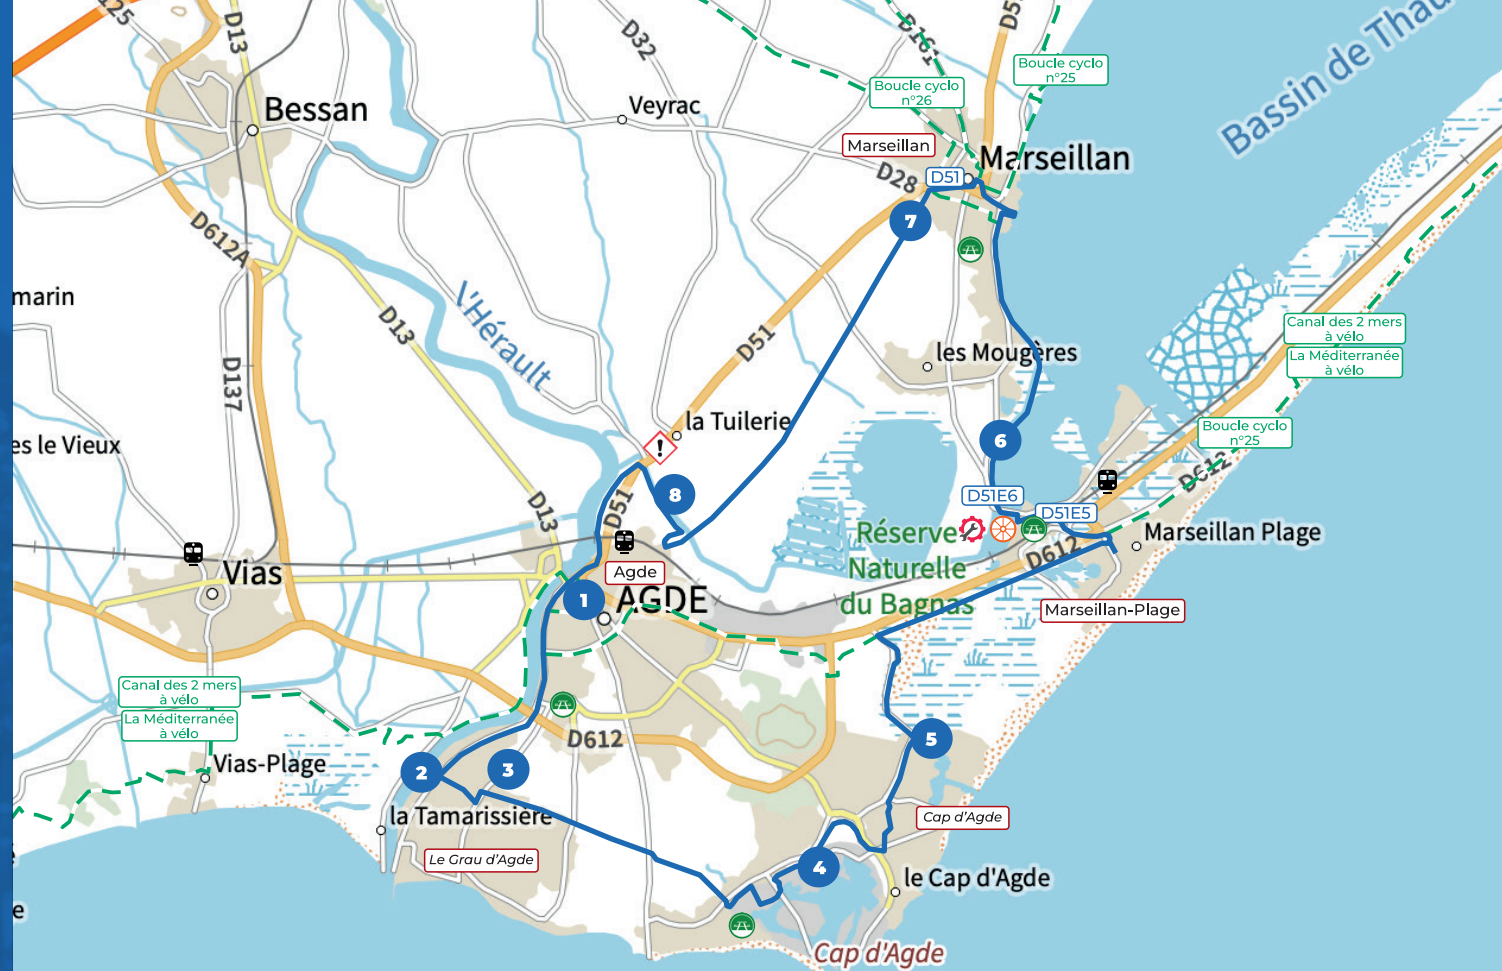 125
D13
D32
D161
Bassin de Thau
Boucle cyclo
n°25
Boucle cyclo
n°26
Bessan
Veyrac
Marseillan
Marseillan
D28
D51
7
D612A
marin
l'Hérault
D13
D51
Canal des 2 mers
à vélo
La Méditerranée
à vélo
les Mougères
D137
la Tuilerie
Boucle cyclo
n°25
es le Vieux
!
6
8
D51
D13
D51E6
D51E5
D612
Réserve
Naturelle
du Bagnas
D612
Marseillan Plage
Vias
Agde
1
AGDE
Marseillan-Plage
Canal des 2 mers
à vélo
La Méditerranée
à vélo
D612
5
Vias-Plage
2
3
la Tamarissière
Cap d'Agde
Le Grau d'Agde
4
le Cap d'Agde
e
Cap d'Agde